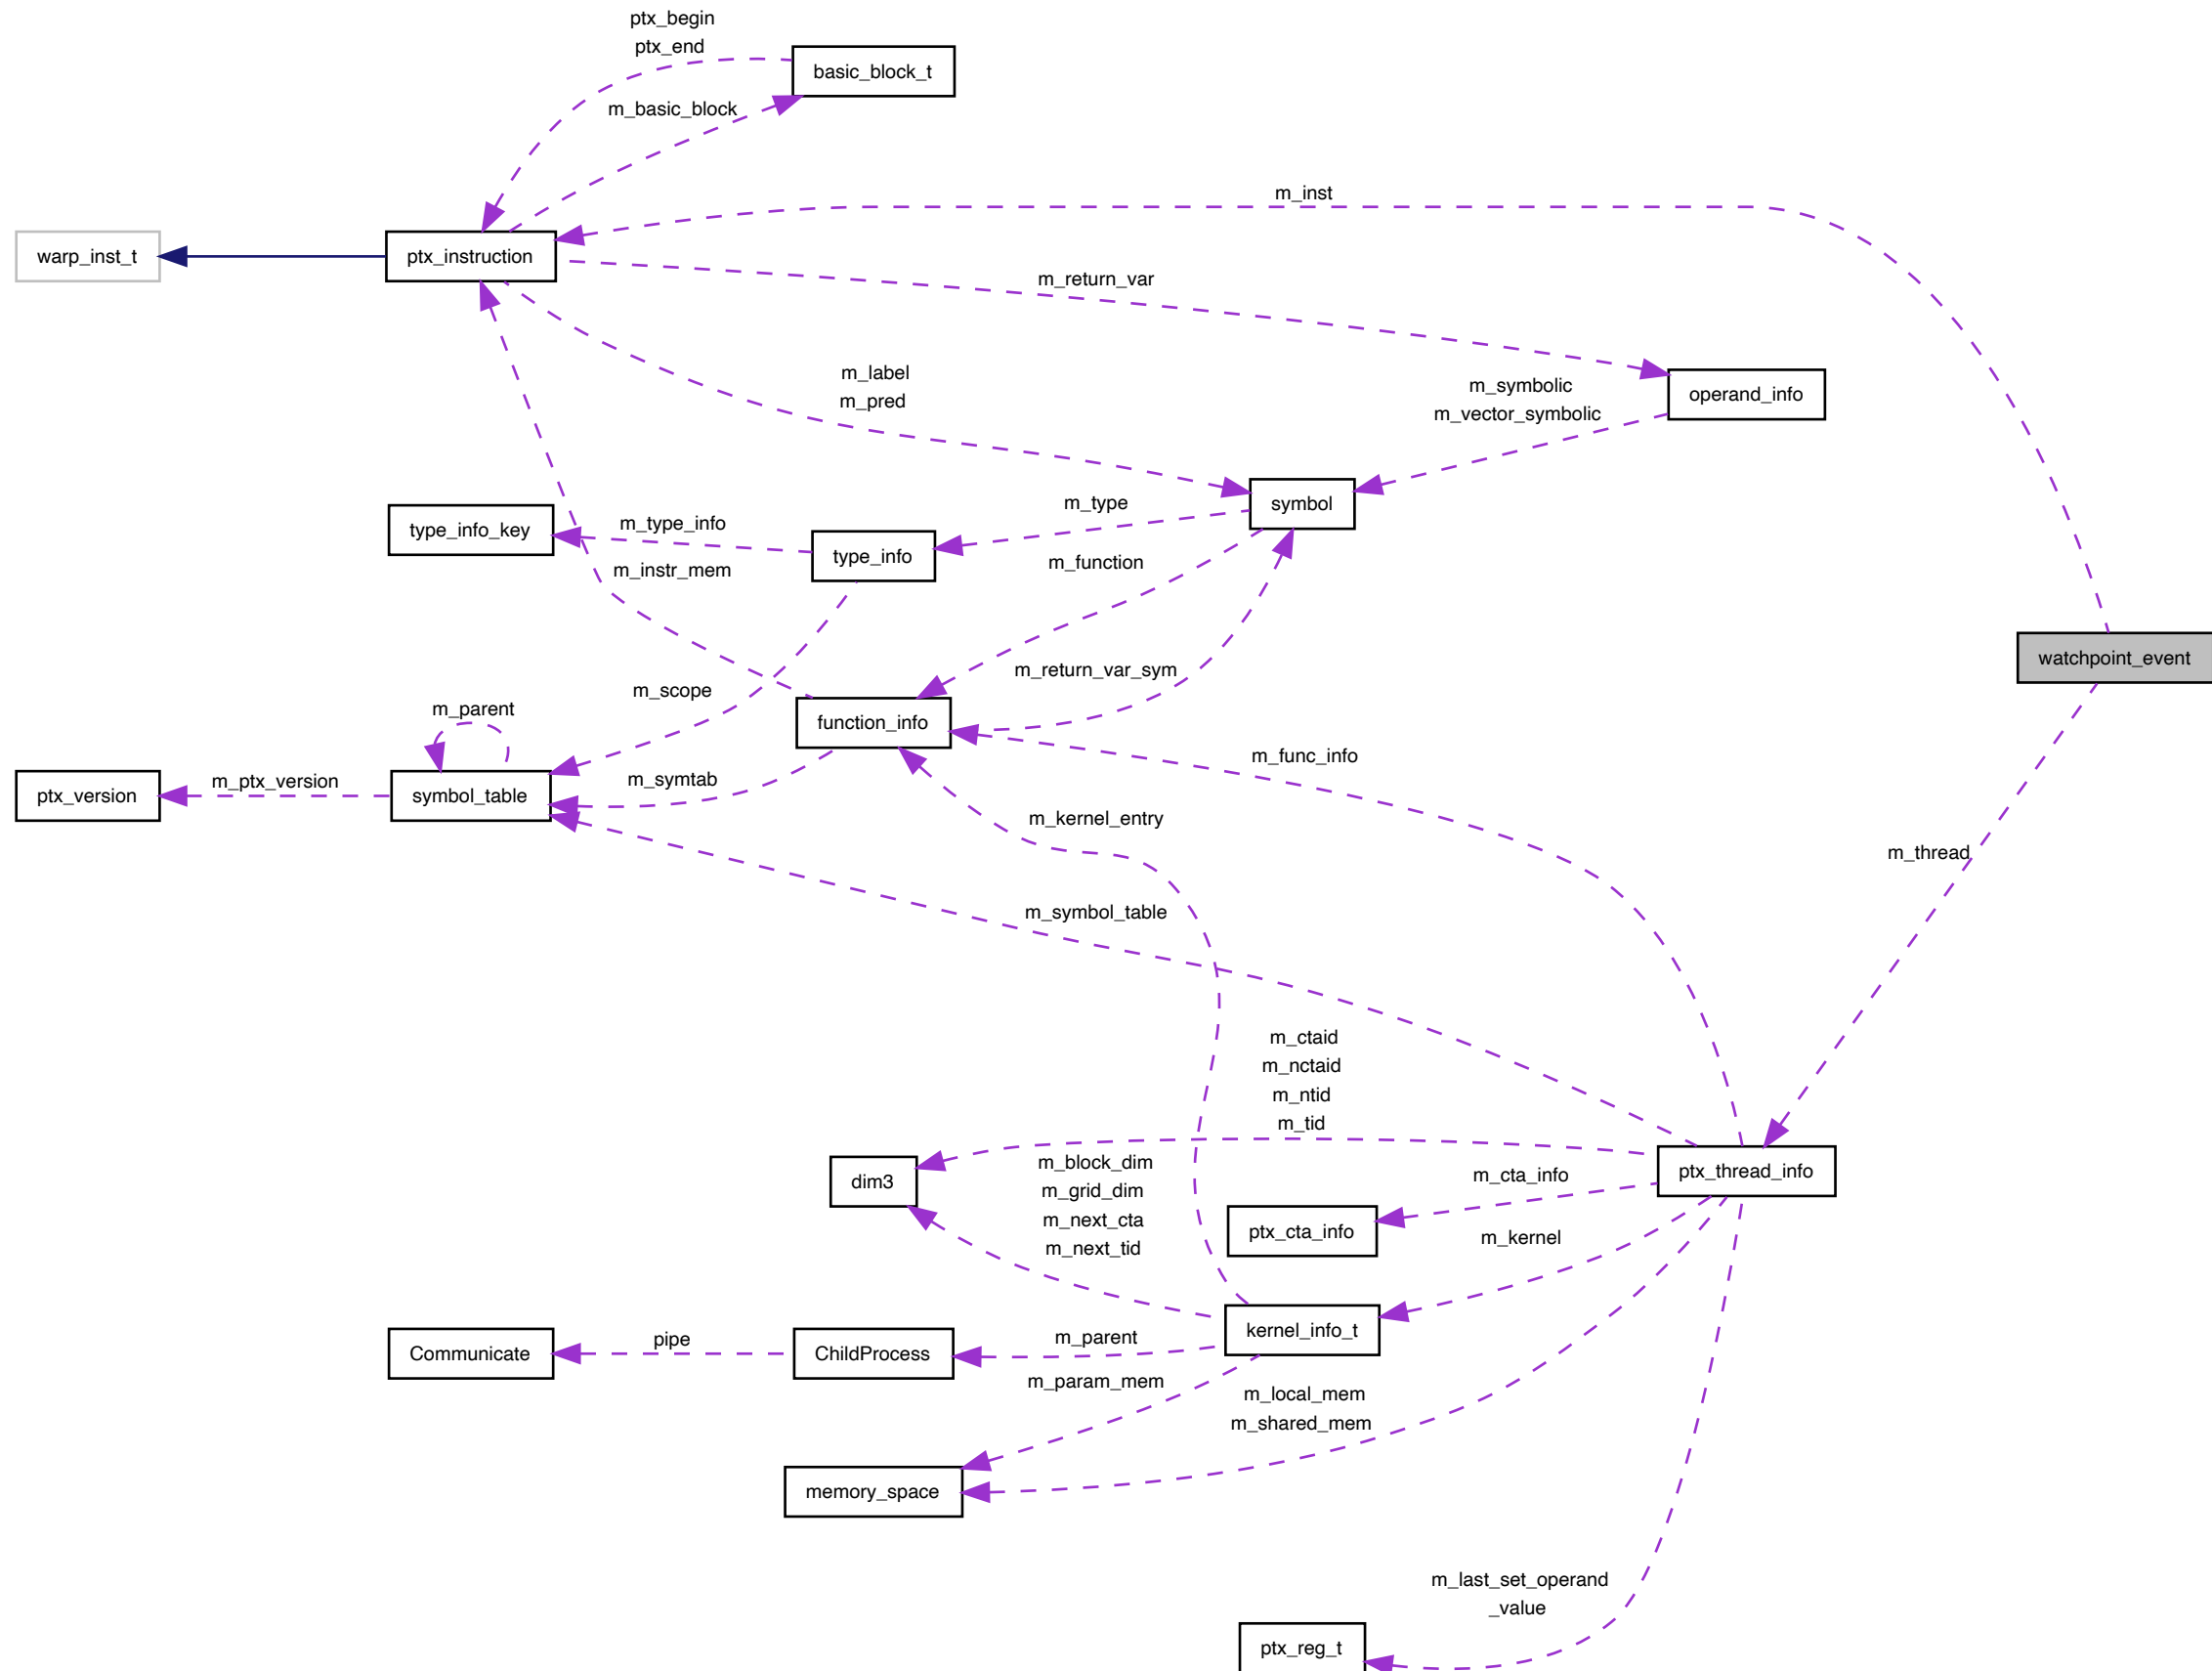 ptx_begin
ptx_end
basic_block_t
m_basic_block
m_inst
warp_inst_t
ptx_instruction
m_return_var
m_label
m_pred
m_symbolic
m_vector_symbolic
operand_info
symbol
m_type
type_info_key
m_type_info
type_info
m_function
m_instr_mem
watchpoint_event
m_return_var_sym
m_scope
m_parent
function_info
m_func_info
m_symtab
ptx_version
m_ptx_version
symbol_table
m_kernel_entry
m_thread
m_symbol_table
m_ctaid
m_nctaid
m_ntid
m_tid
m_block_dim
m_grid_dim
m_next_cta
m_next_tid
dim3
m_cta_info
ptx_thread_info
ptx_cta_info
m_kernel
kernel_info_t
Communicate
pipe
ChildProcess
m_parent
m_param_mem
m_local_mem
m_shared_mem
memory_space
m_last_set_operand
_value
ptx_reg_t